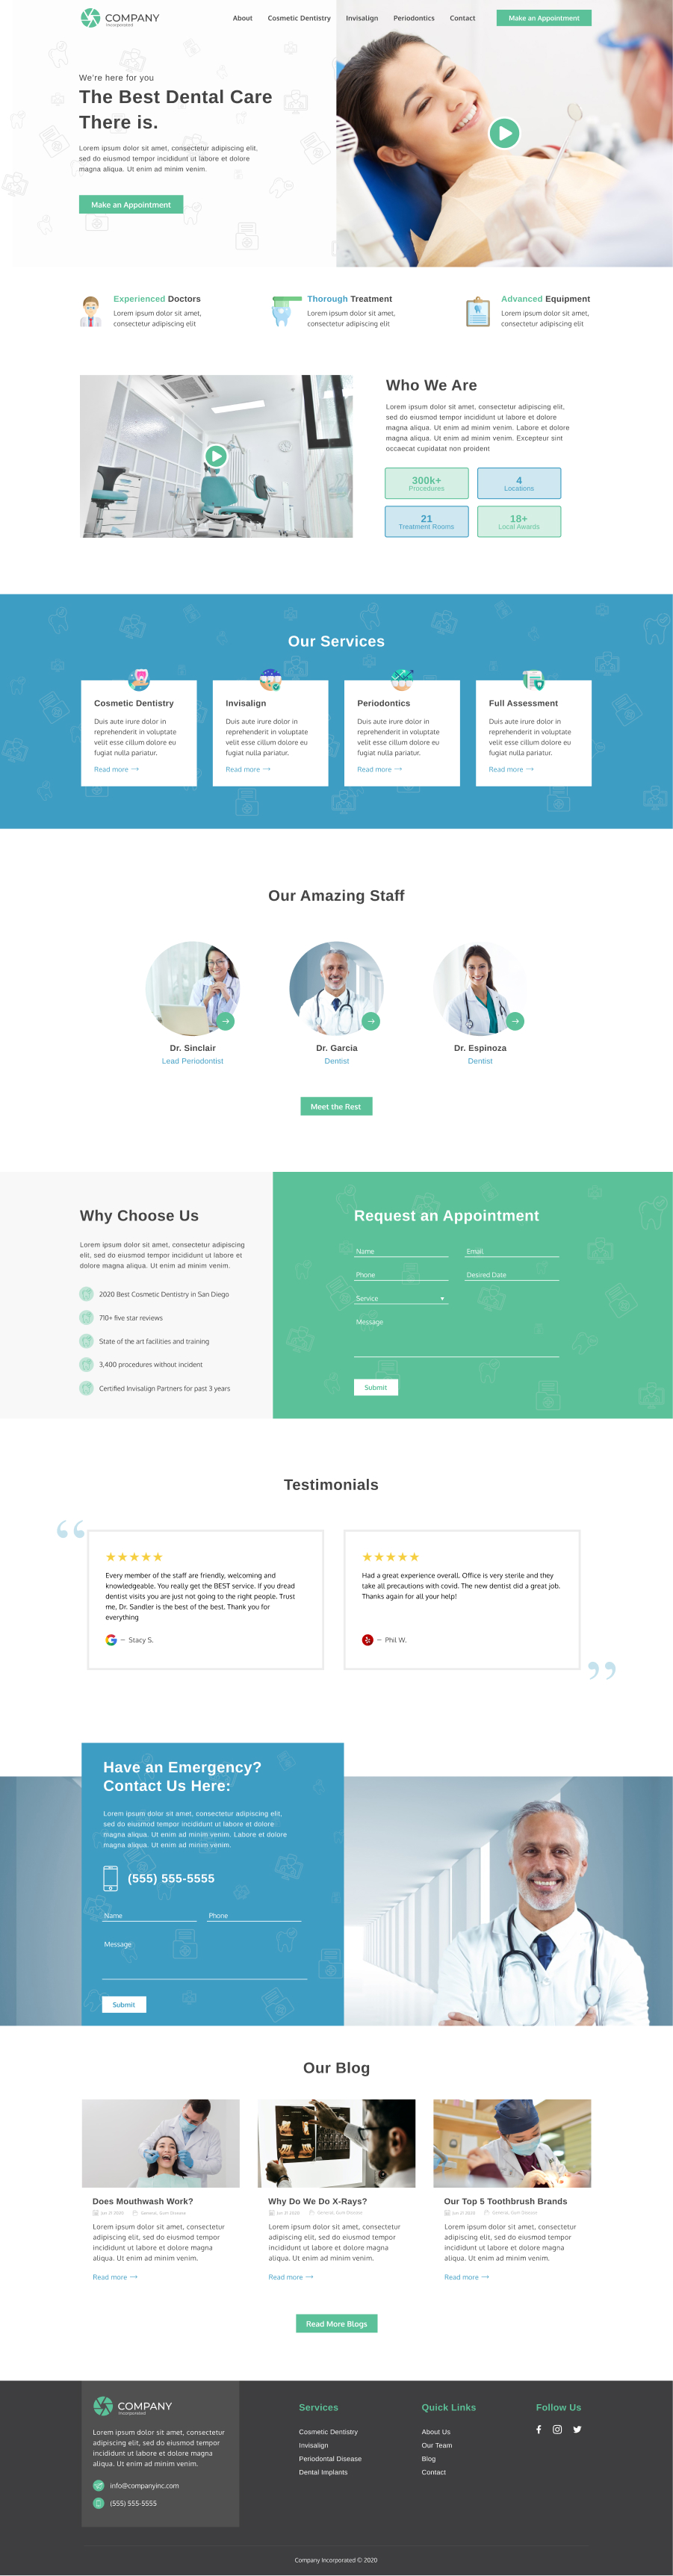 COMPANY
Incorporated
About Cosmetic Dentistry Invisalign Periodontics Contact Make an Appointment
We're here for you
The Best Dental Care
There is.
Lorem ipsum dolor sit amet, consectetur adipiscing elit,
sed do eiusmod tempor incididunt ut labore et dolore
magna aliqua. Ut enim ad minim venim.
Make an Appointment
Experienced Doctors
Lorem ipsum dolor sit amet,
consectetur adipiscing elit
Thorough Treatment
Lorem ipsum dolor sit amet,
consectetur adipiscing elit
Advanced Equipment
Lorem ipsum dolor sit amet,
consectetur adipiscing elit
Who We Are
Lorem ipsum dolor sit amet, consectetur adipiscing elit,
sed do eiusmod tempor incididunt ut labore et dolore
magna aliqua. Ut enim ad minim venim. Labore et dolore
magna aliqua. Ut enim ad minim venim. Excepteur sint
occaecat cupidatat non proident
300k+
Procedures
4
Locations
21
Treatment Rooms
18+
Local Awards
Our Services
Cosmetic Dentistry
Duis aute irure dolor in
reprehenderit in voluptate
velit esse cillum dolore eu
fugiat nulla pariatur.
Read more
Invisalign
Duis aute irure dolor in
reprehenderit in voluptate
velit esse cillum dolore eu
fugiat nulla pariatur.
Read more
Periodontics
Duis aute irure dolor in
reprehenderit in voluptate
velit esse cillum dolore eu
fugiat nulla pariatur.
Read more
Full Assessment
Duis aute irure dolor in
reprehenderit in voluptate
velit esse cillum dolore eu
fugiat nulla pariatur.
Read more
Our Amazing Staff
Dr. Sinclair
Lead Periodontist
Dr. Garcia
Dentist
Dr. Espinoza
Dentist
Meet the Rest
Why Choose Us
Lorem ipsum dolor sit amet, consectetur adipiscing
elit, sed do eiusmod tempor incididunt ut labore et
dolore magna aliqua. Ut enim ad minim venim.
2020 Best Cosmetic Dentistry in San Diego
710+ five star reviews
State of the art facilities and training
3,400 procedures without incident
Certified Invisalign Partners for past 3 years
Request an Appointment
Name
Email
Phone
Desired Date
Service
Message
Submit
Testimonials
“
Every member of the staff are friendly, welcoming and
knowledgeable. You really get the BEST service. If you dread
dentist visits you are just not going to the right people. Trust
me, Dr. Sandler is the best of the best. Thank you for
everything
– Stacy S.
Had a great experience overall. Office is very sterile and they
take all precautions with covid. The new dentist did a great job.
Thanks again for all your help!
– Phil W.
”
Have an Emergency?
Contact Us Here:
Lorem ipsum dolor sit amet, consectetur adipiscing elit,
sed do eiusmod tempor incididunt ut labore et dolore
magna aliqua. Ut enim ad minim venim. Labore et dolore
magna aliqua. Ut enim ad minim venim.
(555) 555-5555
Name
Phone
Message
Submit
Our Blog
Does Mouthwash Work?
Jun 21 2020 General, Gum Disease
Lorem ipsum dolor sit amet, consectetur
adipiscing elit, sed do eiusmod tempor
incididunt ut labore et dolore magna
aliqua. Ut enim ad minim venim.
Read more
Why Do We Do X-Rays?
Jun 21 2020 General, Gum Disease
Lorem ipsum dolor sit amet, consectetur
adipiscing elit, sed do eiusmod tempor
incididunt ut labore et dolore magna
aliqua. Ut enim ad minim venim.
Read more
Our Top 5 Toothbrush Brands
Jun 21 2020 General, Gum Disease
Lorem ipsum dolor sit amet, consectetur
adipiscing elit, sed do eiusmod tempor
incididunt ut labore et dolore magna
aliqua. Ut enim ad minim venim.
Read more
Read More Blogs
COMPANY
Incorporated
Lorem ipsum dolor sit amet, consectetur
adipiscing elit, sed do eiusmod tempor
incididunt ut labore et dolore magna
aliqua. Ut enim ad minim venim.
info@companyinc.com
(555) 555-5555
Services
Cosmetic Dentistry
Invisalign
Periodontal Disease
Dental Implants
Quick Links
About Us
Our Team
Blog
Contact
Follow Us
Company Incorporated © 2020